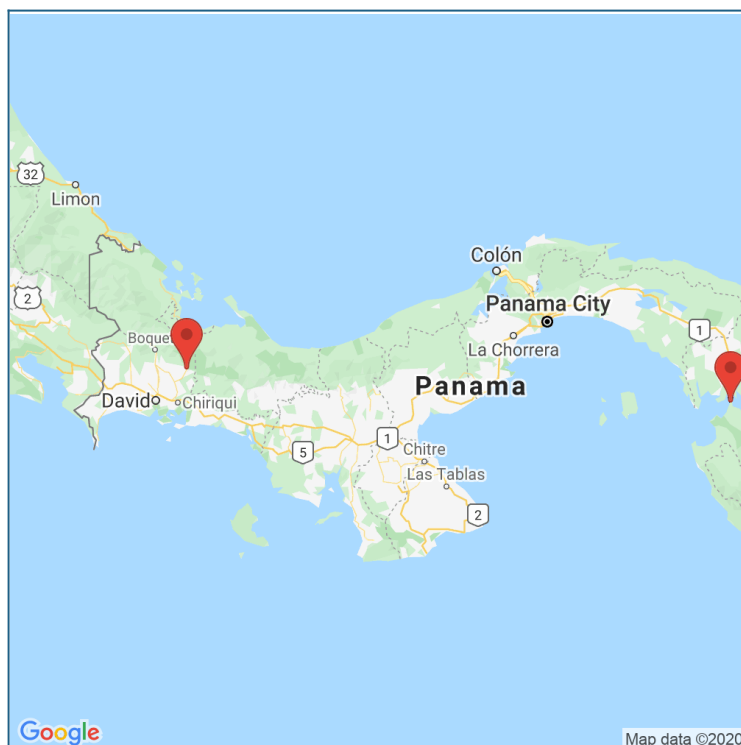 32
Limon
2
Colón
Panama City
Boquet
1
La Chorrera
Panama
David
Chiriqui
1
5
Chitre
Las Tablas
2
Google
Map data ©2020